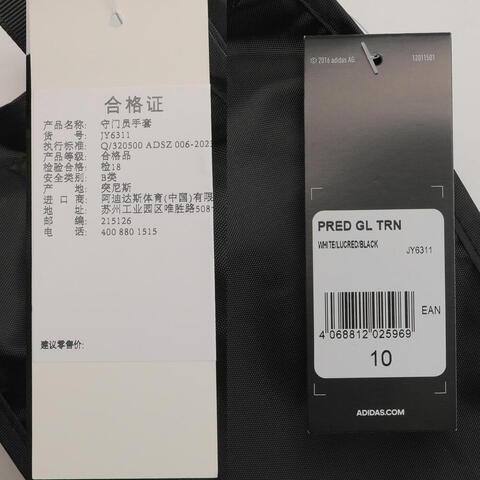 合格证
产品名称: 守门员手套
货 号: JY6311
执行标准: Q/320500 ADSZ 006-2023
产品等级: 合格品
检验合格: 检18
安全类别: B类
产 地: 突尼斯
进 口 商: 阿迪达斯体育(中国)有限
地 址: 苏州工业园区唯胜路508-
邮 编: 215126
电 话: 400 880 1515
建议零售价:
© 2016 adidas AG 12011501
PRED GL TRN
WHITE/LUCRED/BLACK
JY6311
EAN
4 068812 025969
10
ADIDAS.COM